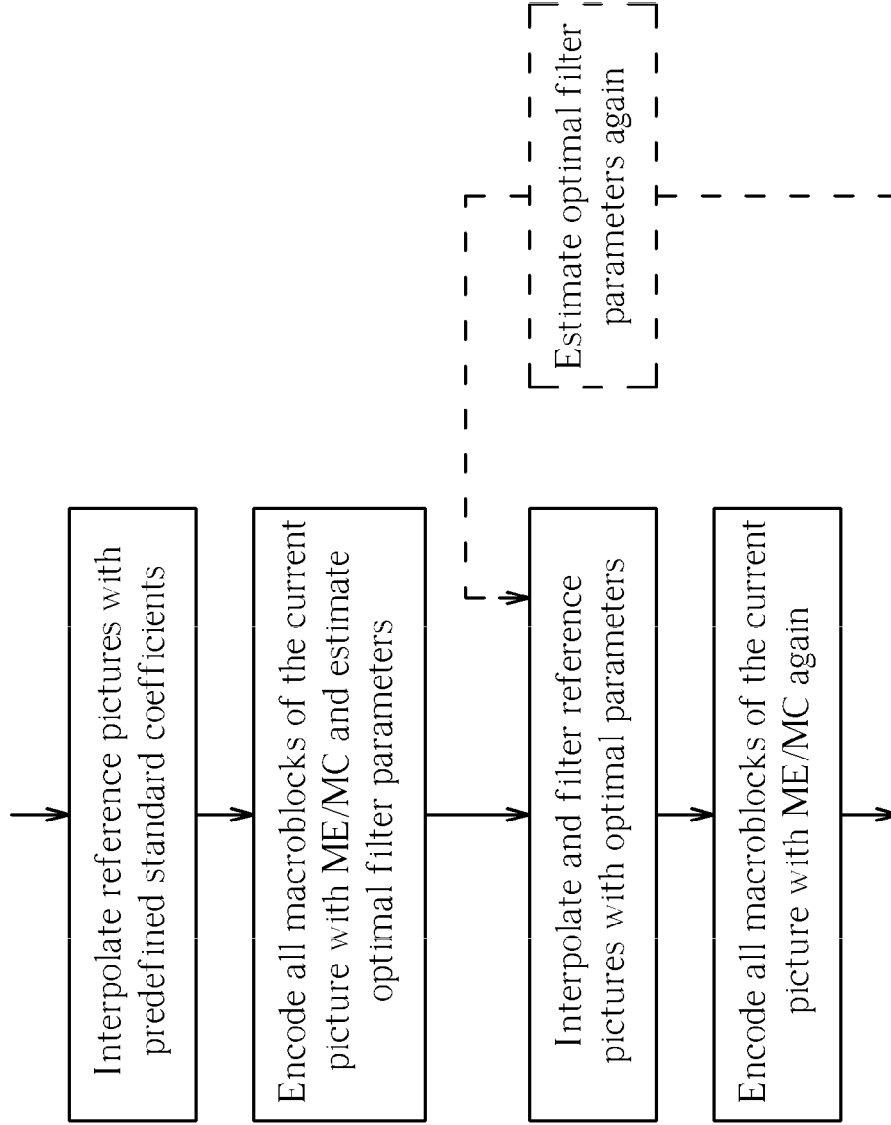 Interpolate reference pictures with
predefined standard coefficients
Encode all macroblocks of the current
picture with ME/MC and estimate
optimal filter parameters
Interpolate and filter reference
pictures with optimal parameters
Encode all macroblocks of the current
picture with ME/MC again
Estimate optimal filter
parameters again